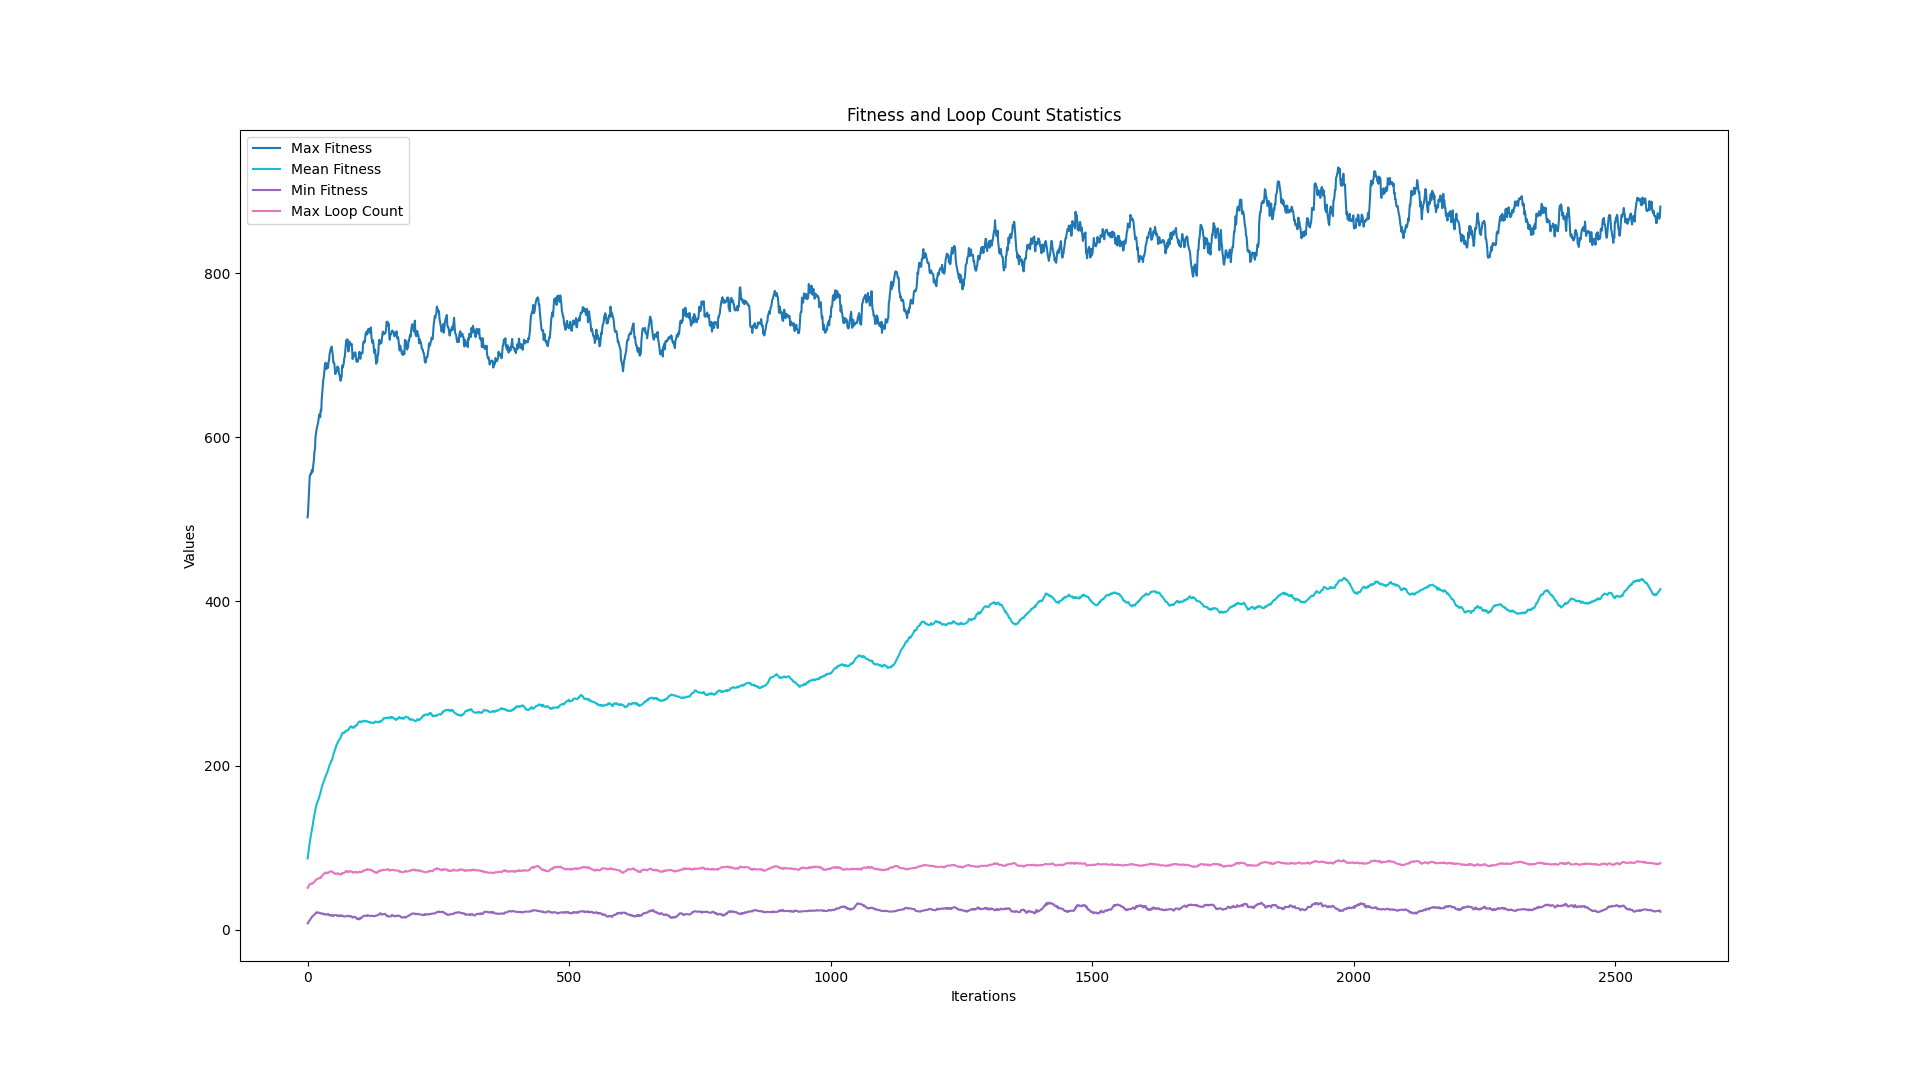 Fitness and Loop Count Statistics
Max Fitness
Mean Fitness
Min Fitness
Max Loop Count
Values
800
600
400
200
0
0 500 1000 1500 2000 2500
Iterations